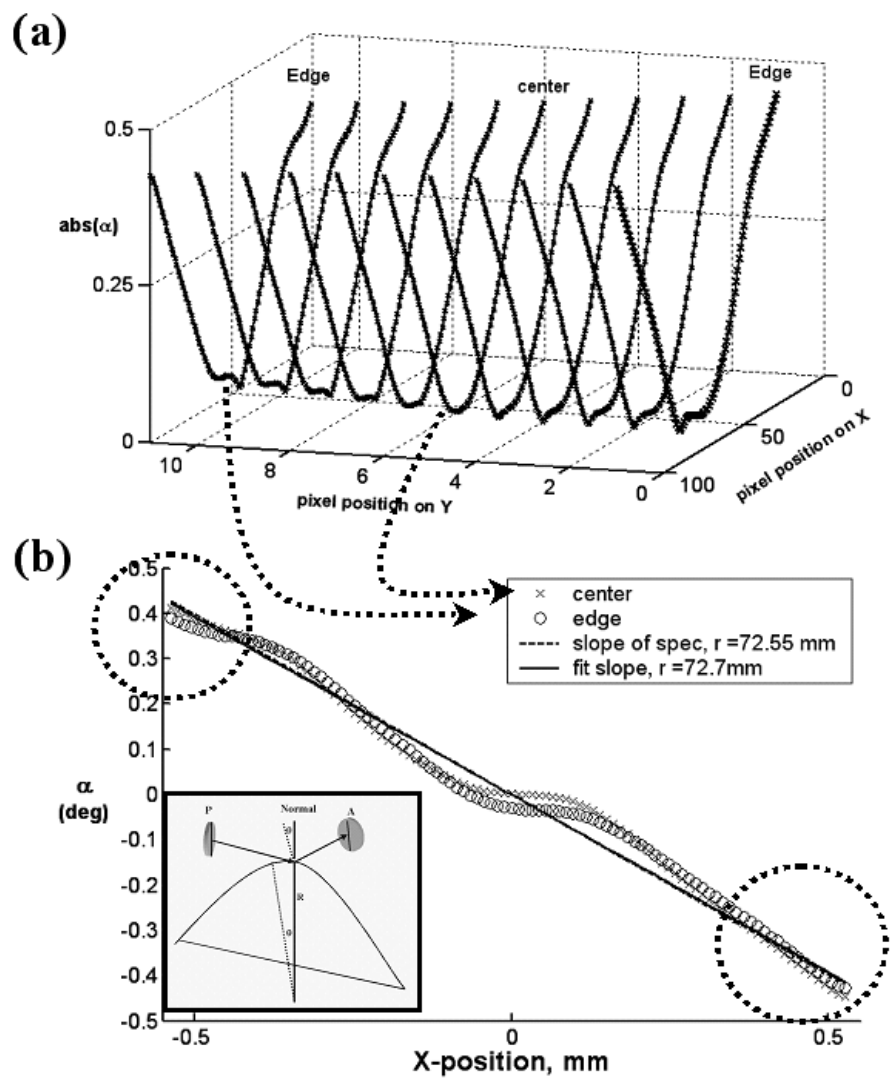 (a)
Edge
center
Edge
0.5
abs(α)
0.25
0
10
8
6
4
2
0
pixel position on Y
100
50
0
pixel position on X
(b)
0.5
0.4
0.3
0.2
0.1
0
-0.1
-0.2
-0.3
-0.4
-0.5
α
(deg)
× center
○ edge
slope of spec, r =72.55 mm
fit slope, r =72.7mm
P
Normal
A
θ
R
θ
-0.5
0
0.5
X-position, mm